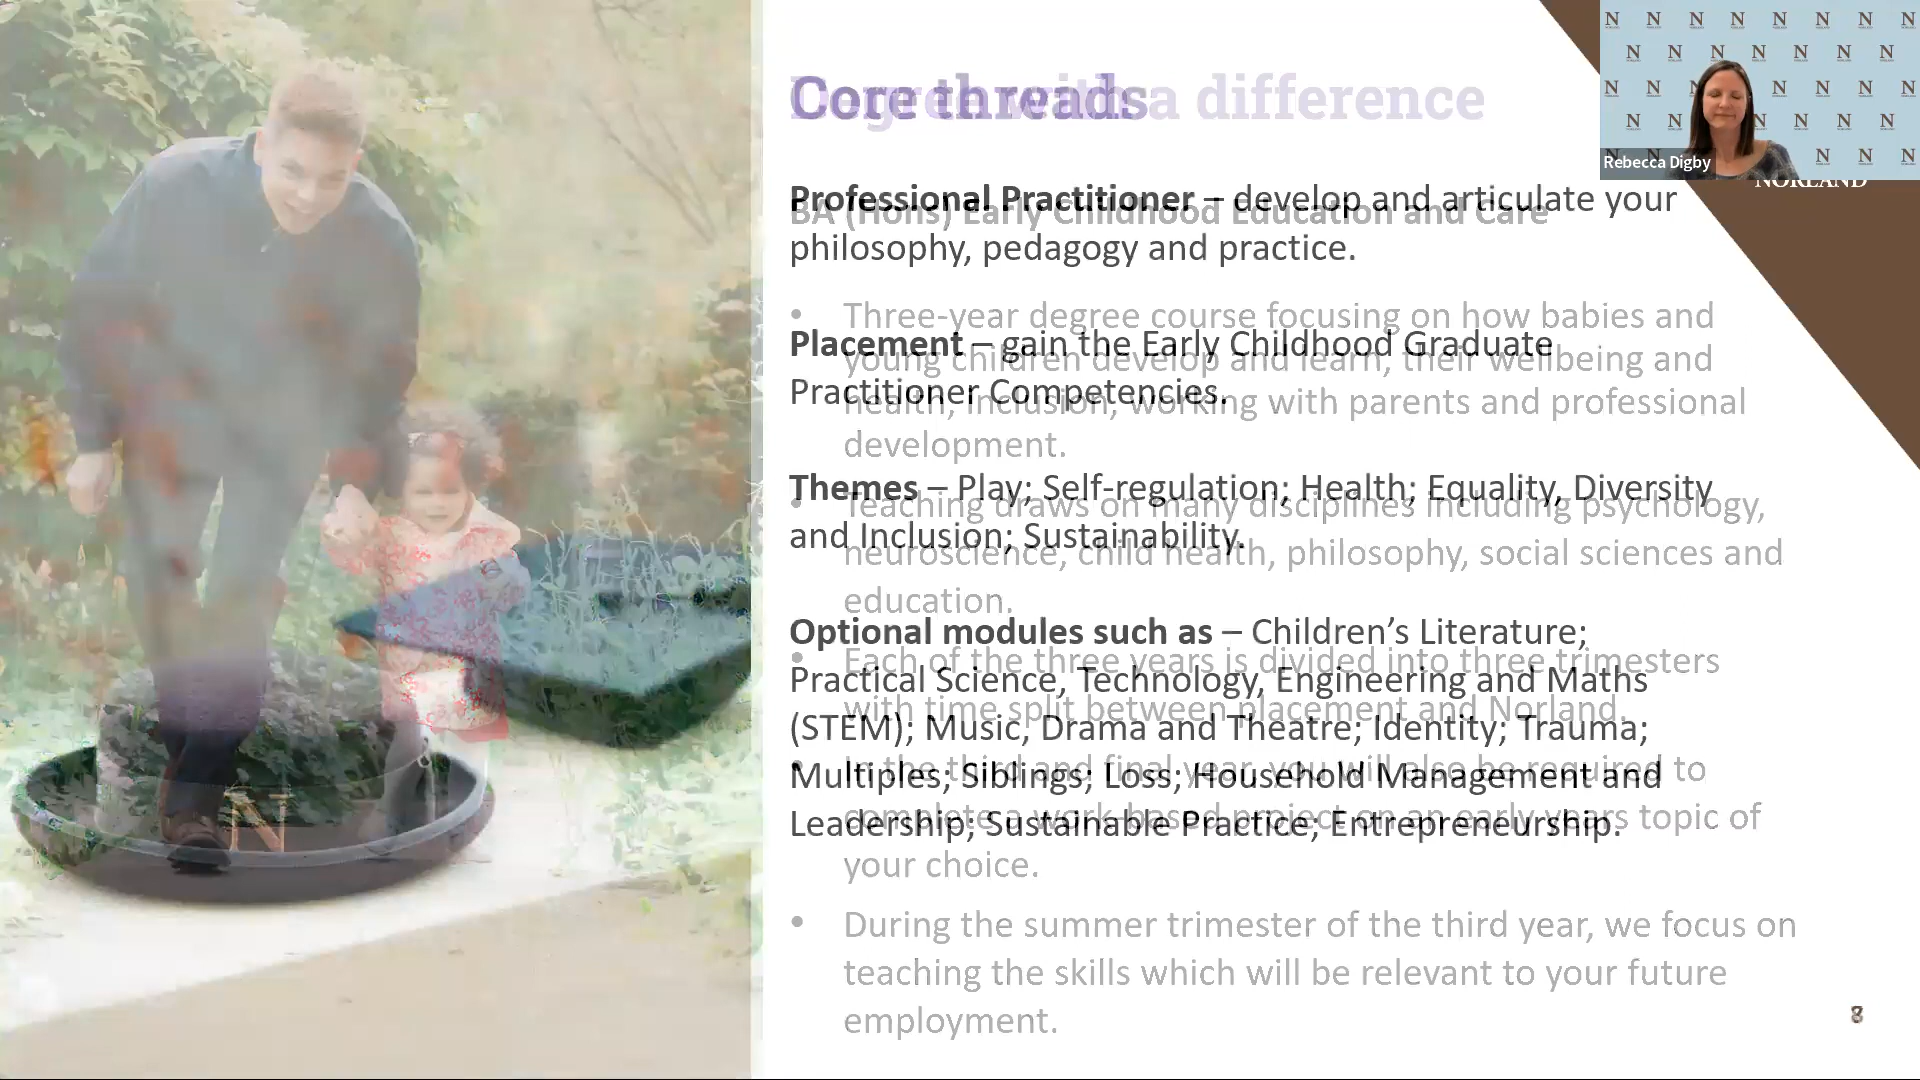 Core threads
Degree with a difference
Rebecca Digby
NORLAND
Professional Practitioner – develop and articulate your
philosophy, pedagogy and practice.
Placement – gain the Early Childhood Graduate
Practitioner Competencies.
Themes – Play; Self-regulation; Health; Equality, Diversity
and Inclusion; Sustainability.
Optional modules such as – Children’s Literature;
Practical Science, Technology, Engineering and Maths
(STEM); Music, Drama and Theatre; Identity; Trauma;
Multiples; Siblings; Loss; Household Management and
Leadership; Sustainable Practice; Entrepreneurship.
BA (Hons) Early Childhood Education and Care
• Three-year degree course focusing on how babies and
young children develop and learn, their wellbeing and
health, inclusion, working with parents and professional
development.
• Teaching draws on many disciplines including psychology,
neuroscience, child health, philosophy, social sciences and
education.
• Each of the three years is divided into three trimesters
with time split between placement and Norland.
• In the third and final year, you will also be required to
complete a work-based project on an early years topic of
your choice.
• During the summer trimester of the third year, we focus on
teaching the skills which will be relevant to your future
employment.
N